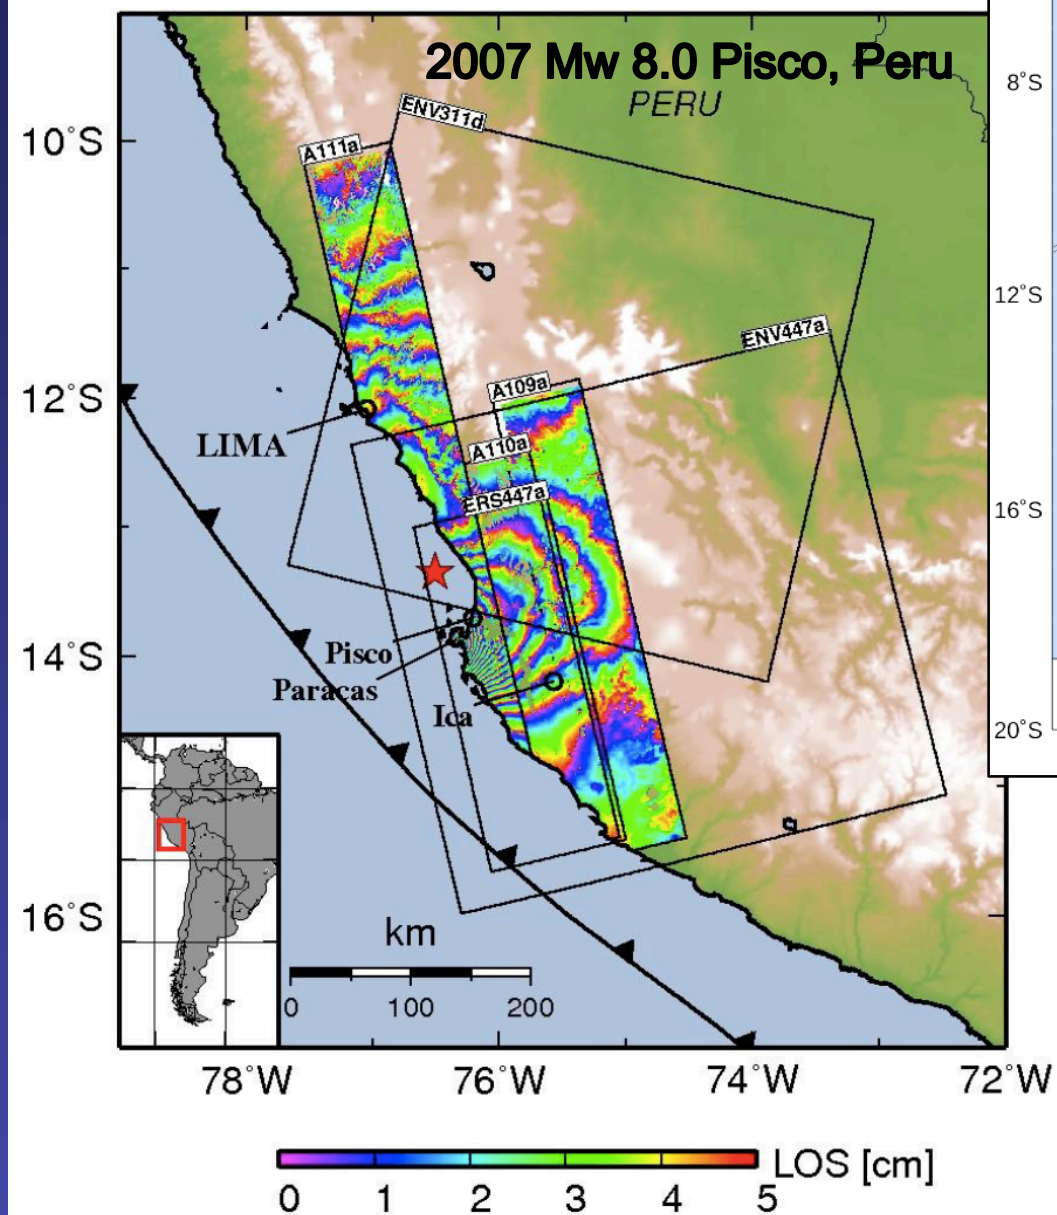 2007 Mw 8.0 Pisco, Peru
PERU
ENV311d
A111a
ENV447a
A109a
A110a
ERS447a
LIMA
Pisco
Paracas
Ica
10˚S
12˚S
14˚S
16˚S
8˚S
12˚S
16˚S
20˚S
km
0 100 200
78˚W 76˚W 74˚W 72˚W
LOS [cm]
0 1 2 3 4 5